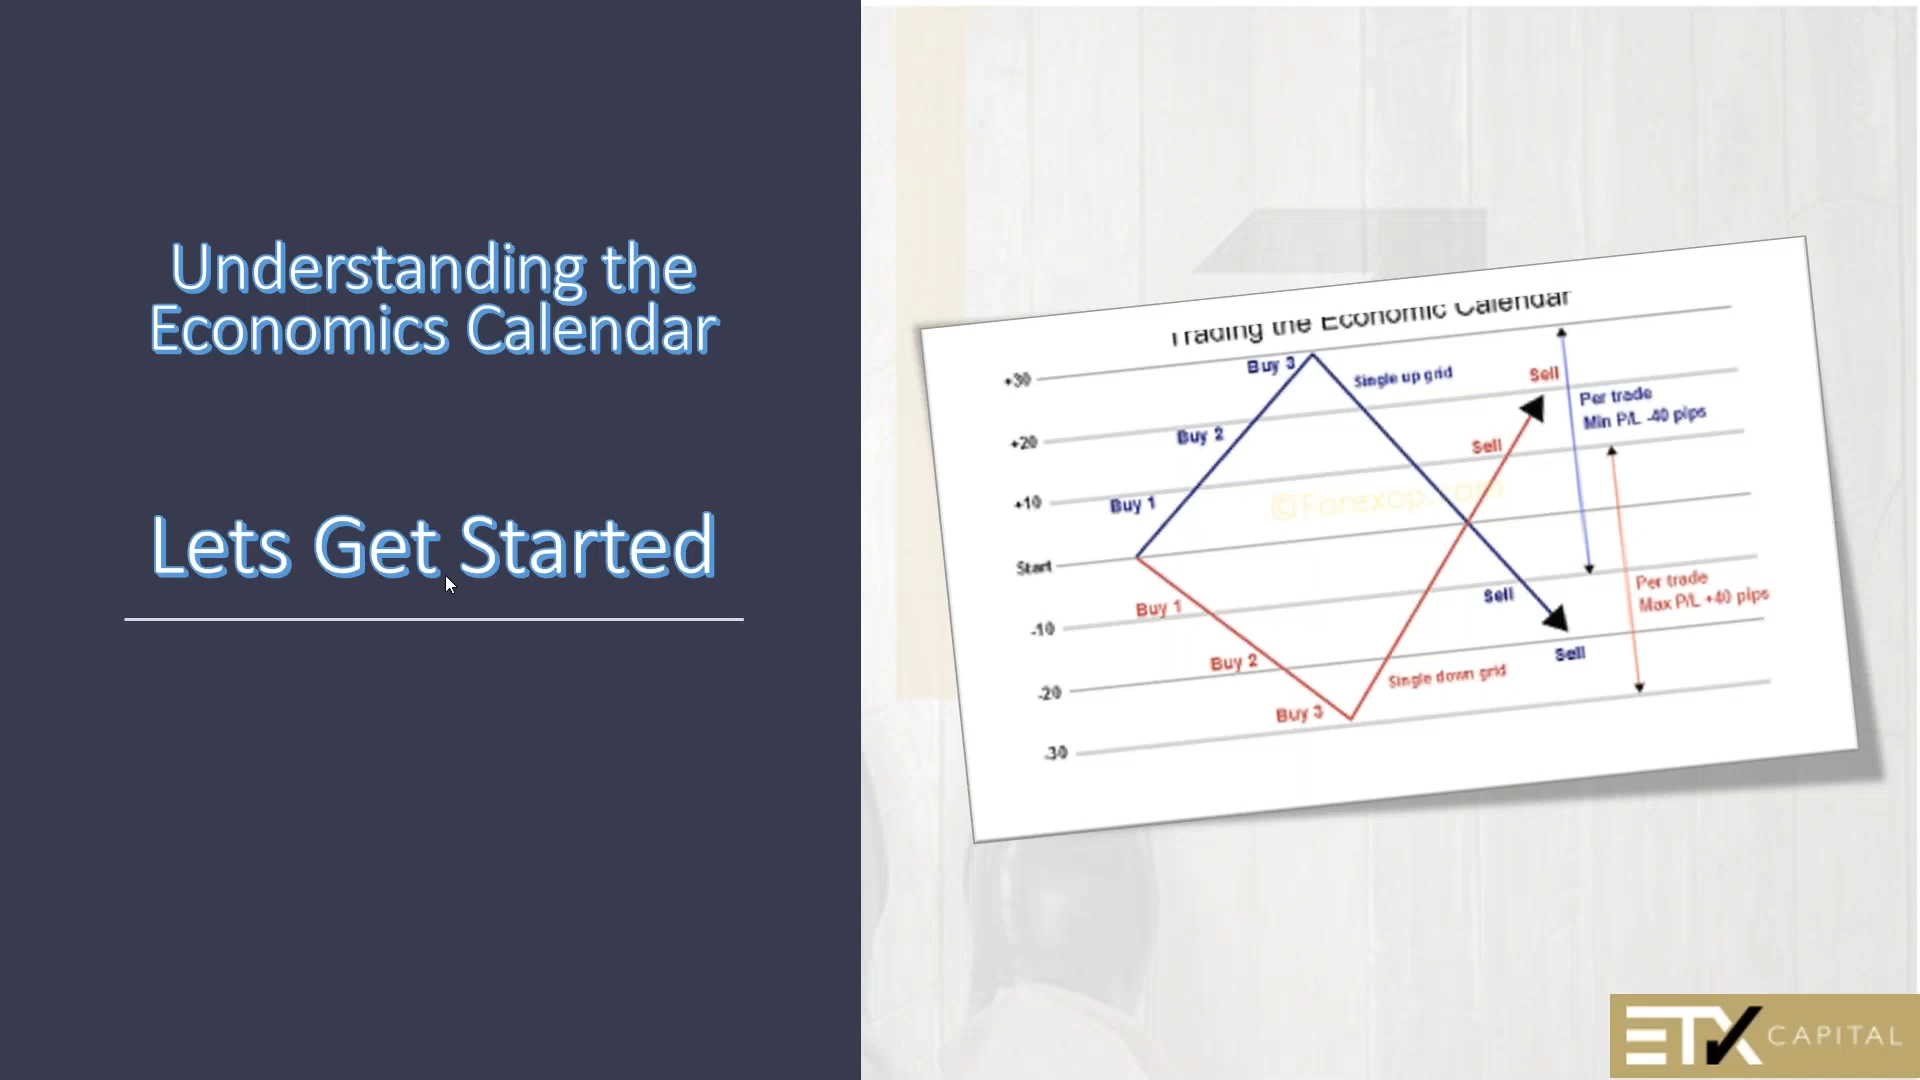 Understanding the
Economics Calendar
Lets Get Started
Trading the Economic Calendar
+30
Buy 3
Single up grid
Sell
Per trade
Min P/L -40 pips
+20
Buy 2
Sell
+10
Buy 1
©Forexop.com
Start
Buy 1
Sell
Per trade
Max P/L +40 pips
-10
Buy 2
Sell
-20
Single down grid
Buy 3
-30
ETX CAPITAL